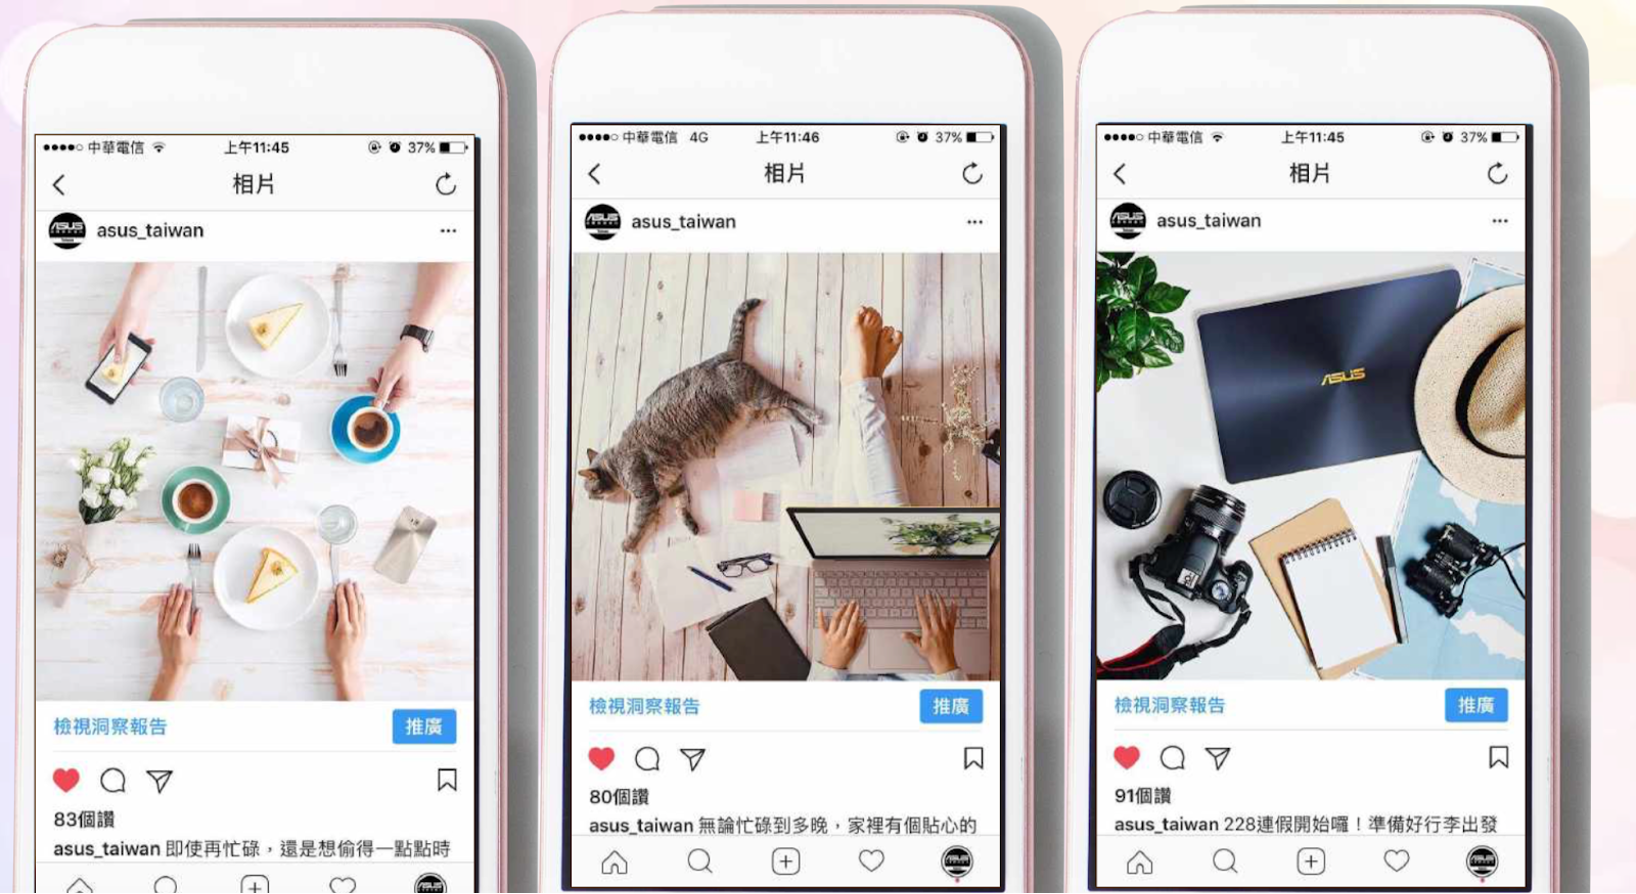 中華電信 上午11:45 37%
相片
asus_taiwan
檢視洞察報告 推廣
83個讚
asus_taiwan 即使再忙碌，還是想偷得一點點時
中華電信 4G 上午11:46 37%
相片
asus_taiwan
檢視洞察報告 推廣
80個讚
asus_taiwan 無論忙碌到多晚，家裡有個貼心的
中華電信 上午11:45 37%
相片
asus_taiwan
ASUS
檢視洞察報告 推廣
91個讚
asus_taiwan 228連假開始囉！準備好行李出發